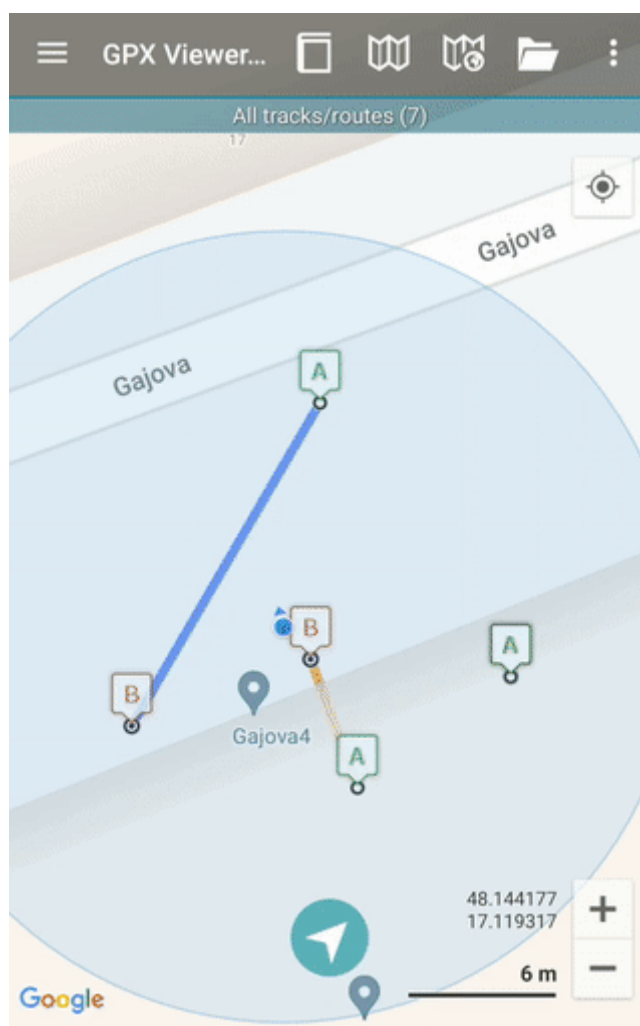 GPX Viewer...
All tracks/routes (7)
17
Gajova
Gajova
A
B
A
B
Gajova4
A
48.144177
17.119317
6 m
Google